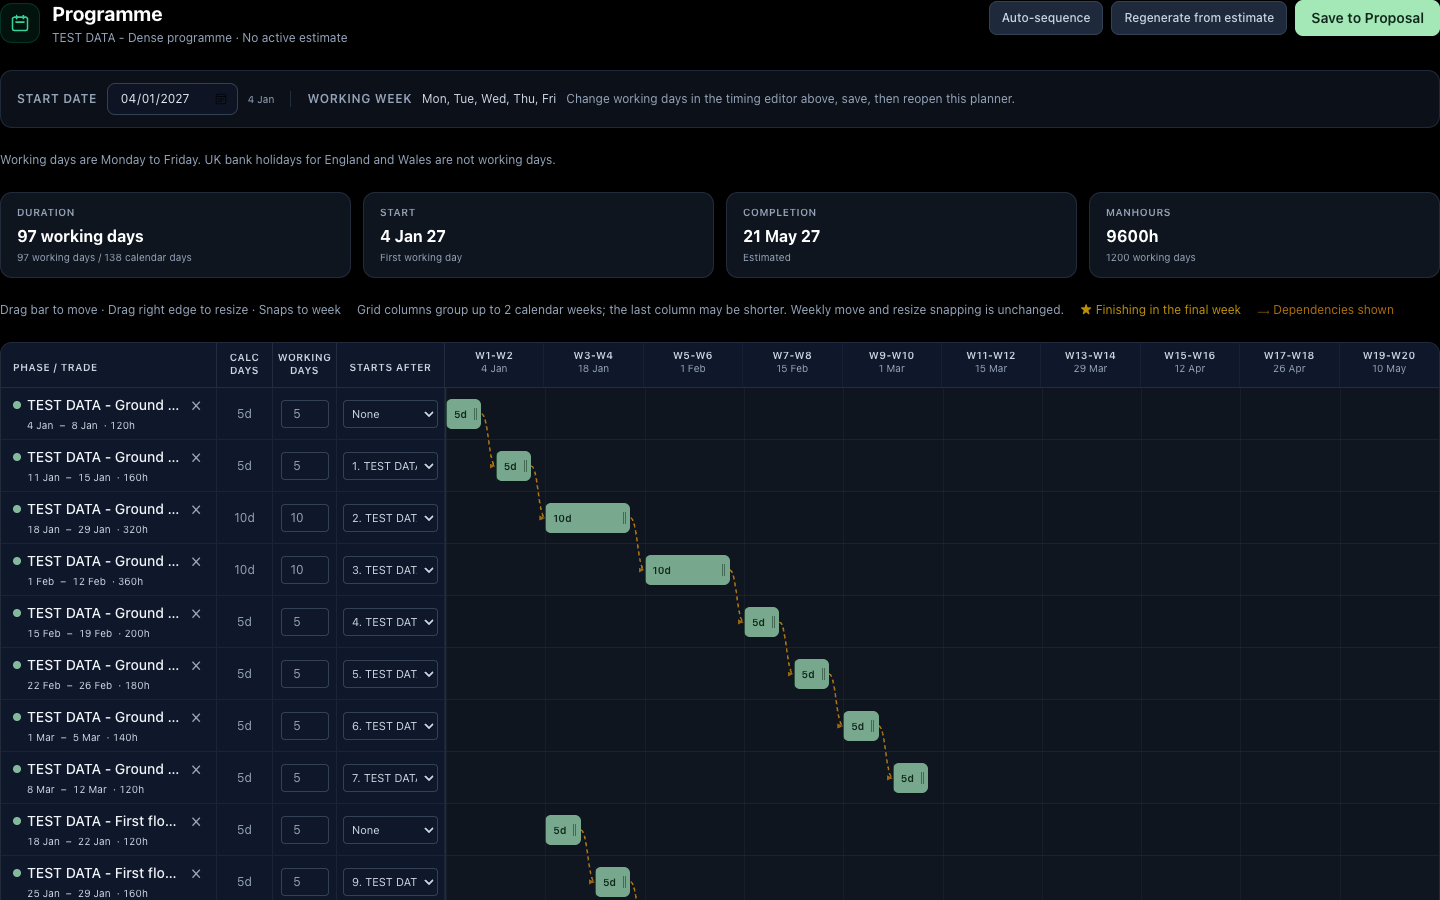 Programme
TEST DATA - Dense programme · No active estimate
Auto-sequence
Regenerate from estimate
Save to Proposal
START DATE 04/01/2027 4 Jan WORKING WEEK Mon, Tue, Wed, Thu, Fri Change working days in the timing editor above, save, then reopen this planner.
Working days are Monday to Friday. UK bank holidays for England and Wales are not working days.
DURATION
97 working days
97 working days / 138 calendar days
START
4 Jan 27
First working day
COMPLETION
21 May 27
Estimated
MANHOURS
9600h
1200 working days
Drag bar to move · Drag right edge to resize · Snaps to week Grid columns group up to 2 calendar weeks; the last column may be shorter. Weekly move and resize snapping is unchanged. ★ Finishing in the final week Dependencies shown
PHASE / TRADE
CALC DAYS
WORKING DAYS
STARTS AFTER
W1-W2
4 Jan
W3-W4
18 Jan
W5-W6
1 Feb
W7-W8
15 Feb
W9-W10
1 Mar
W11-W12
15 Mar
W13-W14
29 Mar
W15-W16
12 Apr
W17-W18
26 Apr
W19-W20
10 May
TEST DATA - Ground ... × 5d 5 None 5d
4 Jan – 8 Jan · 120h
TEST DATA - Ground ... × 5d 5 1. TEST DATA 5d
11 Jan – 15 Jan · 160h
TEST DATA - Ground ... × 10d 10 2. TEST DAT 10d
18 Jan – 29 Jan · 320h
TEST DATA - Ground ... × 10d 10 3. TEST DAT 10d
1 Feb – 12 Feb · 360h
TEST DATA - Ground ... × 5d 5 4. TEST DAT 5d
15 Feb – 19 Feb · 200h
TEST DATA - Ground ... × 5d 5 5. TEST DAT 5d
22 Feb – 26 Feb · 180h
TEST DATA - Ground ... × 5d 5 6. TEST DAT 5d
1 Mar – 5 Mar · 140h
TEST DATA - Ground ... × 5d 5 7. TEST DATA 5d
8 Mar – 12 Mar · 120h
TEST DATA - First flo... × 5d 5 None 5d
18 Jan – 22 Jan · 120h
TEST DATA - First flo... × 5d 5 9. TEST DAT 5d
25 Jan – 29 Jan · 160h